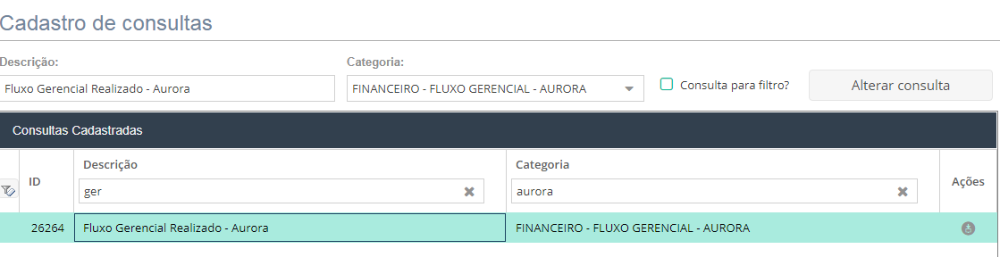 Cadastro de consultas
Descrição: Categoria:
Fluxo Gerencial Realizado - Aurora FINANCEIRO - FLUXO GERENCIAL - AURORA Consulta para filtro? Alterar consulta
Consultas Cadastradas
ID Descrição Categoria Ações
ger aurora
26264 Fluxo Gerencial Realizado - Aurora FINANCEIRO - FLUXO GERENCIAL - AURORA